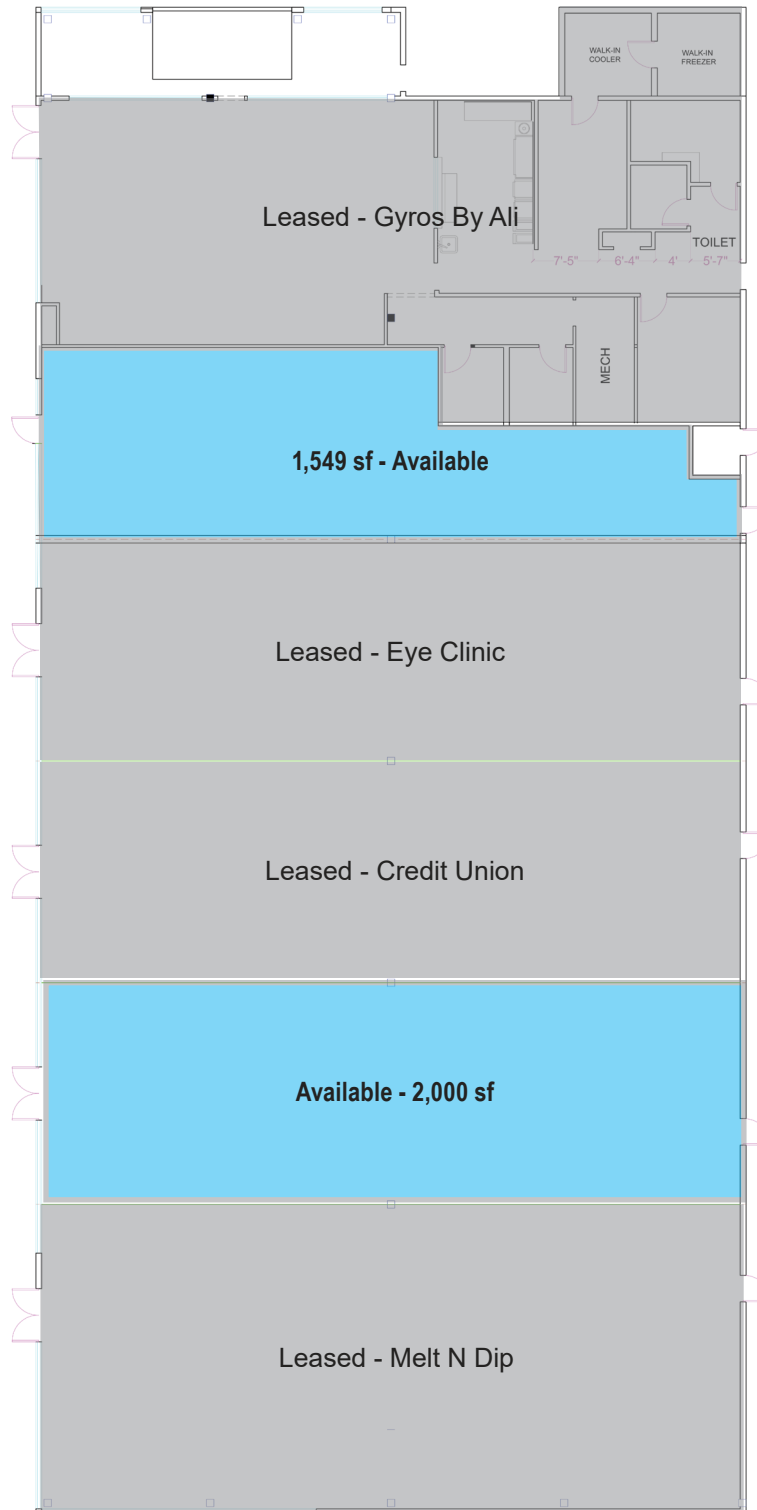 WALK-IN
COOLER
WALK-IN
FREEZER
Leased - Gyros By Ali
TOILET
7'-5"
6'-4"
4'
5'-7"
MECH
1,549 sf - Available
Leased - Eye Clinic
Leased - Credit Union
Available - 2,000 sf
Leased - Melt N Dip